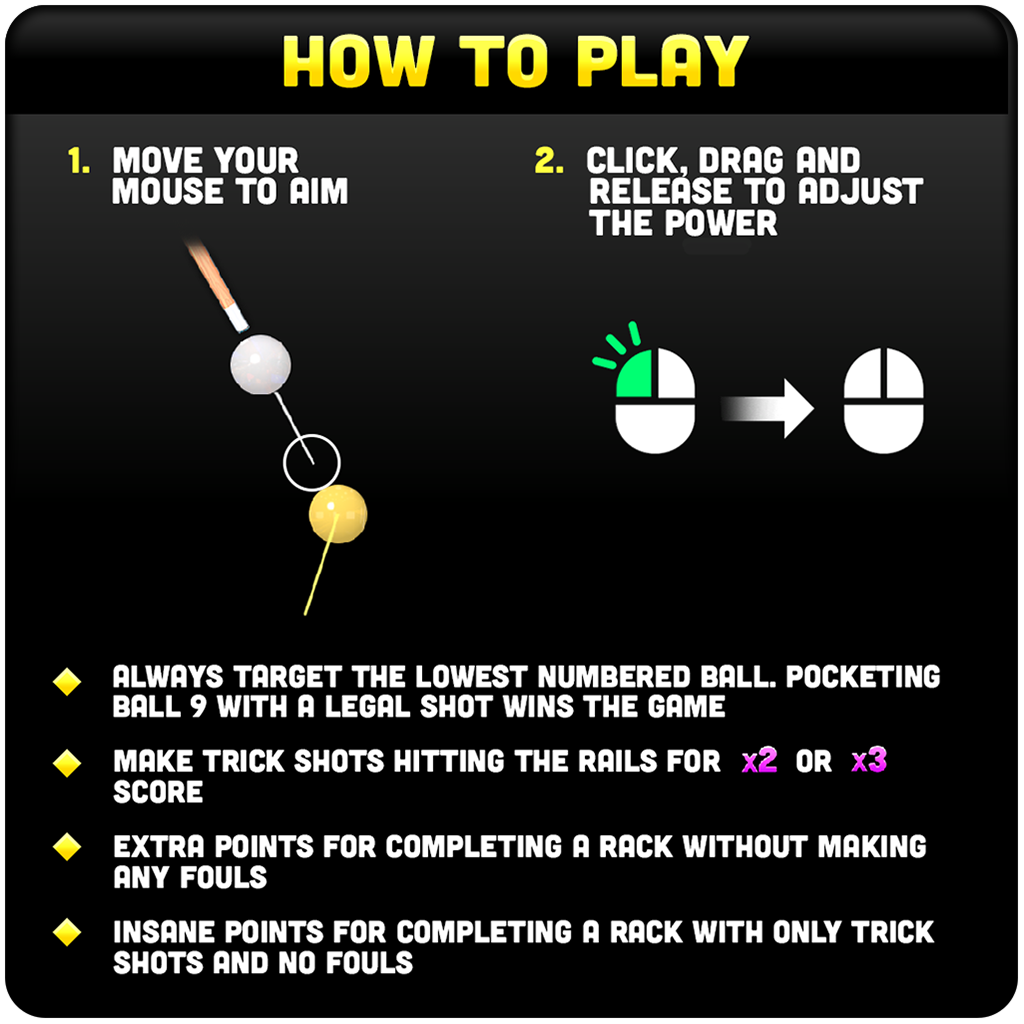 HOW TO PLAY
1. MOVE YOUR
MOUSE TO AIM
2. CLICK, DRAG AND
RELEASE TO ADJUST
THE POWER
ALWAYS TARGET THE LOWEST NUMBERED BALL. POCKETING
BALL 9 WITH A LEGAL SHOT WINS THE GAME
MAKE TRICK SHOTS HITTING THE RAILS FOR x2 OR x3
SCORE
EXTRA POINTS FOR COMPLETING A RACK WITHOUT MAKING
ANY FOULS
INSANE POINTS FOR COMPLETING A RACK WITH ONLY TRICK
SHOTS AND NO FOULS